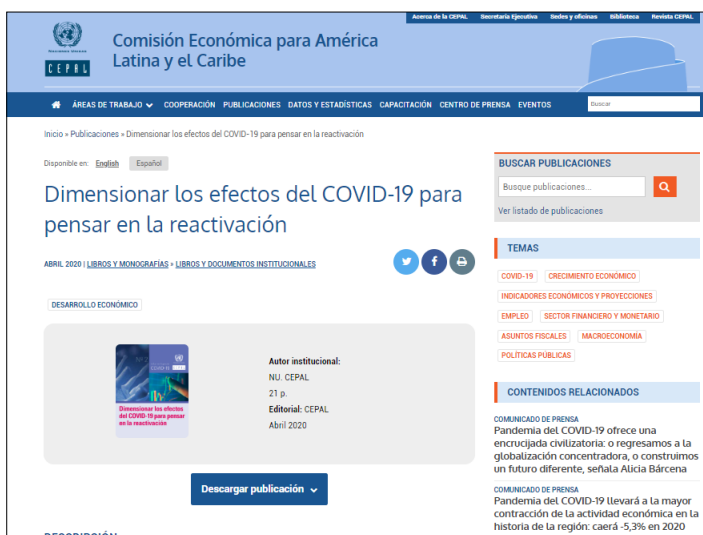 Acerca de la CEPAL Secretaría Ejecutiva Sedes y oficinas Biblioteca Revista CEPAL
NACIONES UNIDAS
CEPAL
Comisión Económica para América
Latina y el Caribe
ÁREAS DE TRABAJO COOPERACIÓN PUBLICACIONES DATOS Y ESTADÍSTICAS CAPACITACIÓN CENTRO DE PRENSA EVENTOS Buscar
Inicio » Publicaciones » Dimensionar los efectos del COVID-19 para pensar en la reactivación
Disponible en: English Español
Dimensionar los efectos del COVID-19 para
pensar en la reactivación
ABRIL 2020 | LIBROS Y MONOGRAFÍAS » LIBROS Y DOCUMENTOS INSTITUCIONALES
DESARROLLO ECONÓMICO
COVID-19
Dimensionar los efectos
del COVID-19 para pensar
en la reactivación
Autor institucional:
NU. CEPAL
21 p.
Editorial: CEPAL
Abril 2020
Descargar publicación
DESCRIPCIÓN
BUSCAR PUBLICACIONES
Busque publicaciones...
Ver listado de publicaciones
TEMAS
COVID-19 CRECIMIENTO ECONÓMICO
INDICADORES ECONÓMICOS Y PROYECCIONES
EMPLEO SECTOR FINANCIERO Y MONETARIO
ASUNTOS FISCALES MACROECONOMÍA
POLÍTICAS PÚBLICAS
CONTENIDOS RELACIONADOS
COMUNICADO DE PRENSA
Pandemia del COVID-19 ofrece una
encrucijada civilizatoria: o regresamos a la
globalización concentradora, o construimos
un futuro diferente, señala Alicia Bárcena
COMUNICADO DE PRENSA
Pandemia del COVID-19 llevará a la mayor
contracción de la actividad económica en la
historia de la región: caerá -5,3% en 2020